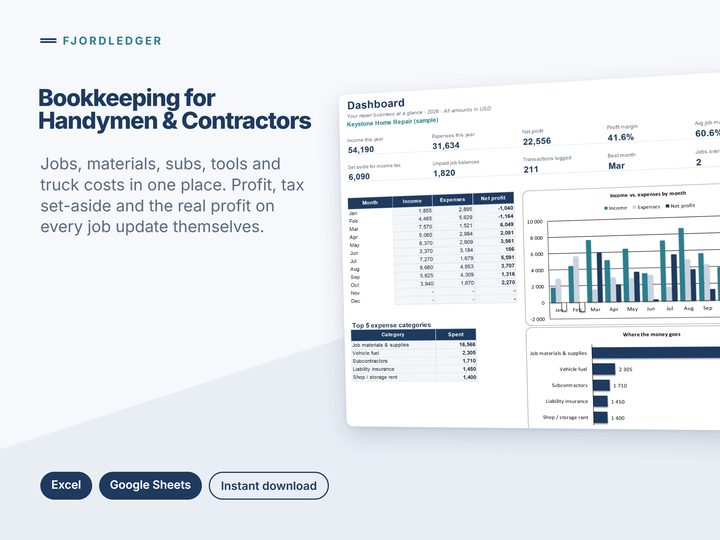 FJORDLEDGER
Bookkeeping for
Handymen & Contractors
Jobs, materials, subs, tools and
truck costs in one place. Profit, tax
set-aside and the real profit on
every job update themselves.
Excel
Google Sheets
Instant download
Dashboard
Your repair business at a glance · 2026 · All amounts in USD
Keystone Home Repair (sample)
Income this year Expenses this year Net profit Profit margin
54,190 31,634 22,556 41.6% 60.6%
Set aside for income tax Unpaid job balances Transactions logged Best month Jobs over
6,090 1,820 211 Mar 2
Month Income Expenses Net profit
Jan 1,855 2,895 -1,040
Feb 4,465 5,629 -1,164
Mar 7,570 1,521 6,049
Apr 5,065 2,984 2,081
May 6,370 2,809 3,561
Jun 3,370 3,184 186
Jul 7,270 1,679 5,591
Aug 8,660 4,953 3,707
Sep 5,625 4,309 1,316
Oct 3,940 1,670 2,270
Nov - - -
Dec - - -
Top 5 expense categories
Category Spent
Job materials & supplies 16,566
Vehicle fuel 2,305
Subcontractors 1,710
Liability insurance 1,450
Shop / storage rent 1,400
Income vs. expenses by month
Income Expenses Net profit
10 000
8 000
6 000
4 000
2 000
0
-2 000
Jan Feb Mar Apr May Jun Jul Aug Sep
Where the money goes
Job materials & supplies
Vehicle fuel 2 305
Subcontractors 1 710
Liability insurance 1 450
Shop / storage rent 1 400